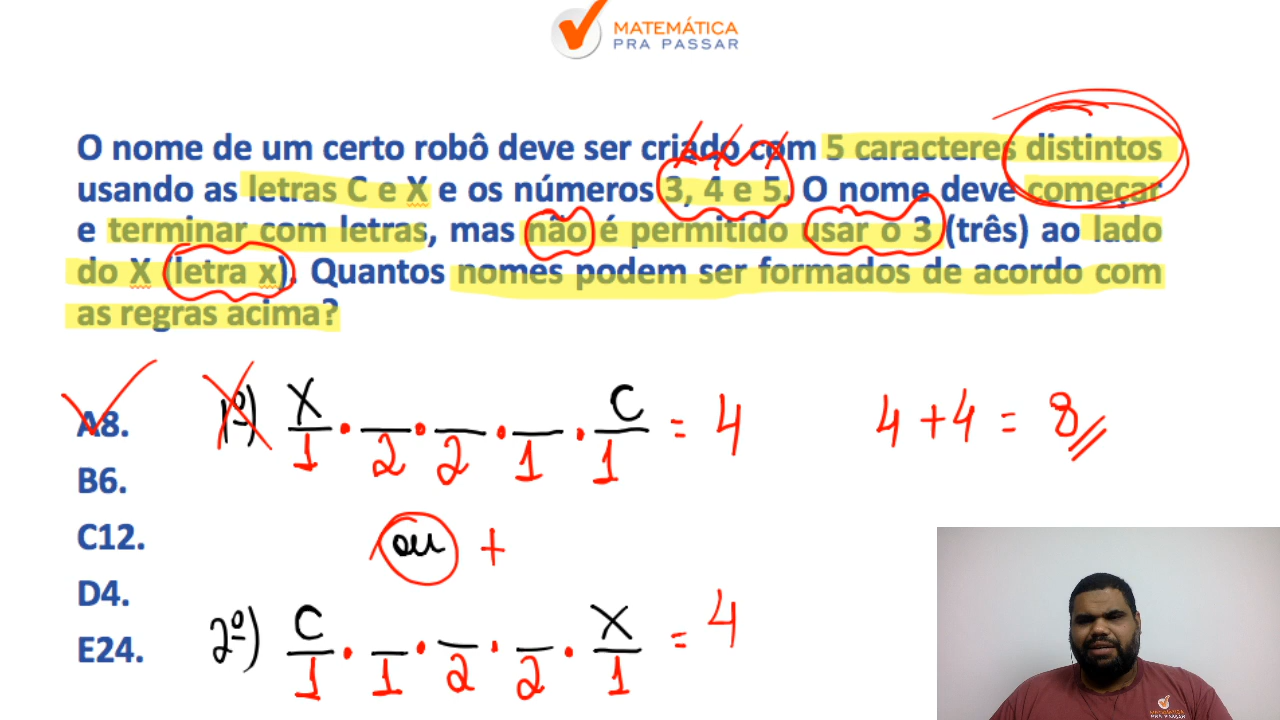 MATEMÁTICA
PRA PASSAR
O nome de um certo robô deve ser criado com 5 caracteres distintos
usando as letras C e X e os números 3, 4 e 5. O nome deve começar
e terminar com letras, mas não é permitido usar o 3 (três) ao lado
do X (letra x). Quantos nomes podem ser formados de acordo com
as regras acima?
A8.
B6.
C12.
D4.
E24.
1º) X . _ . _ . _ . C = 4
1 2 2 1 1
4 + 4 = 8
ou +
2º) C . _ . _ . _ . X = 4
1 1 2 2 1
MATEMÁTICA
PRA PASSAR